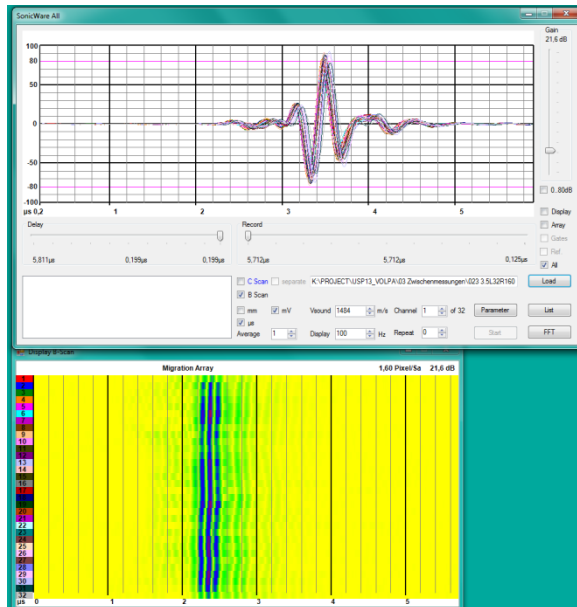 SonicWare All
Gain
21,6 dB
100
80
50
0
-50
-80
-100
µs 0,2 1 2 3 4 5
0..80dB
Display
Array
Gates
Ref.
All
Delay
5,811µs 0,199µs 0,199µs
Record
5,712µs 5,712µs 0,125µs
C Scan separate K:\PROJECT\USP13_VOLPA\03 Zwischenmessungen\023 3.5L32R160 Load
B Scan
mm mV Vsound 1484 m/s Channel 1 of 32 Parameter List
µs
Average 1 Display 100 Hz Repeat 0 Start FFT
Display B-Scan
Migration Array 1,60 Pixel/Sa 21,6 dB
1
2
3
4
5
6
7
8
9
10
11
12
13
14
15
16
17
19
20
21
22
23
24
25
26
27
28
29
30
32
µs 0 1 2 3 4 5